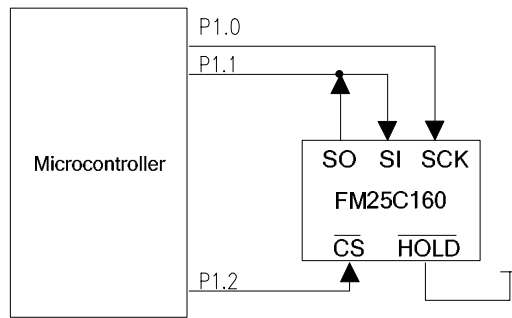 P1.0
P1.1
Microcontroller
SO SI SCK
FM25C160
CS HOLD
P1.2